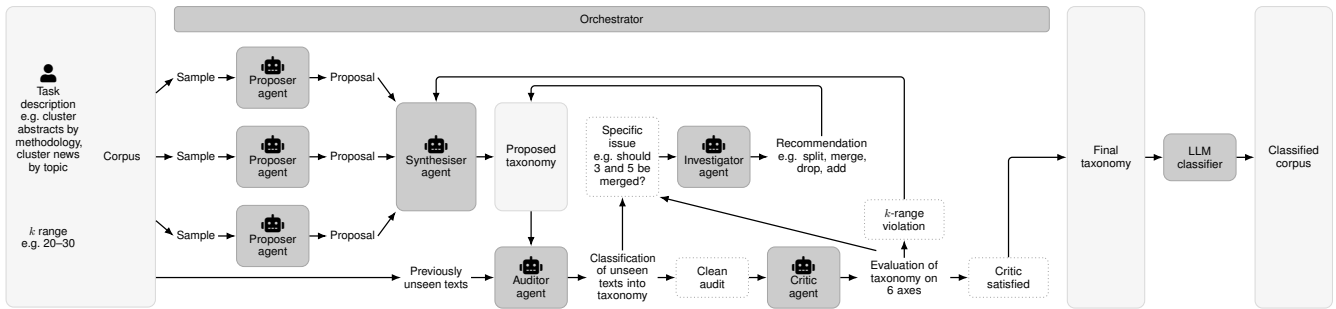 Orchestrator
Task
description
e.g. cluster
abstracts by
methodology,
cluster news
by topic
k range
e.g. 20–30
Corpus
Sample
Proposer
agent
Proposal
Sample
Proposer
agent
Proposal
Sample
Proposer
agent
Proposal
Synthesiser
agent
Proposed
taxonomy
Specific
issue
e.g. should
3 and 5 be
merged?
Investigator
agent
Recommendation
e.g. split, merge,
drop, add
k-range
violation
Previously
unseen texts
Auditor
agent
Classification
of unseen
texts into
taxonomy
Clean
audit
Critic
agent
Evaluation of
taxonomy on
6 axes
Critic
satisfied
Final
taxonomy
LLM
classifier
Classified
corpus